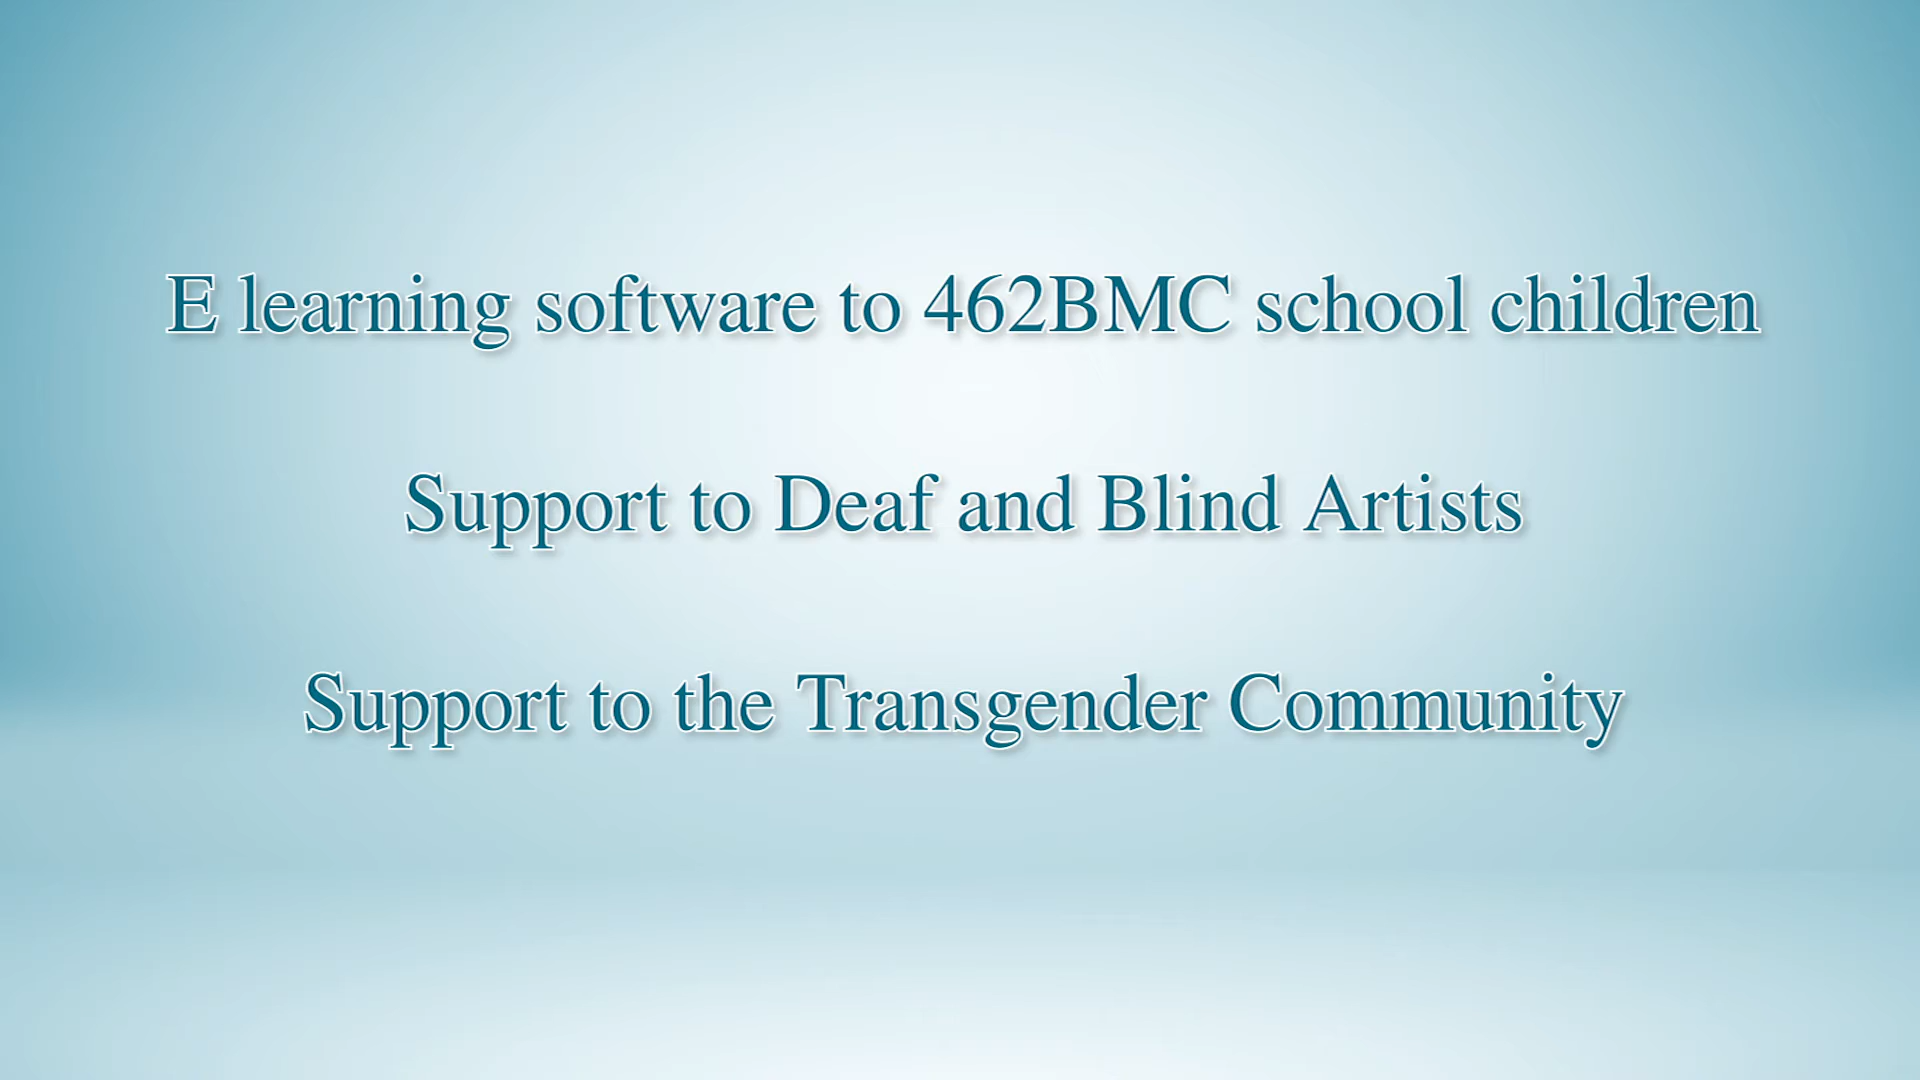 E learning software to 462BMC school children
Support to Deaf and Blind Artists
Support to the Transgender Community